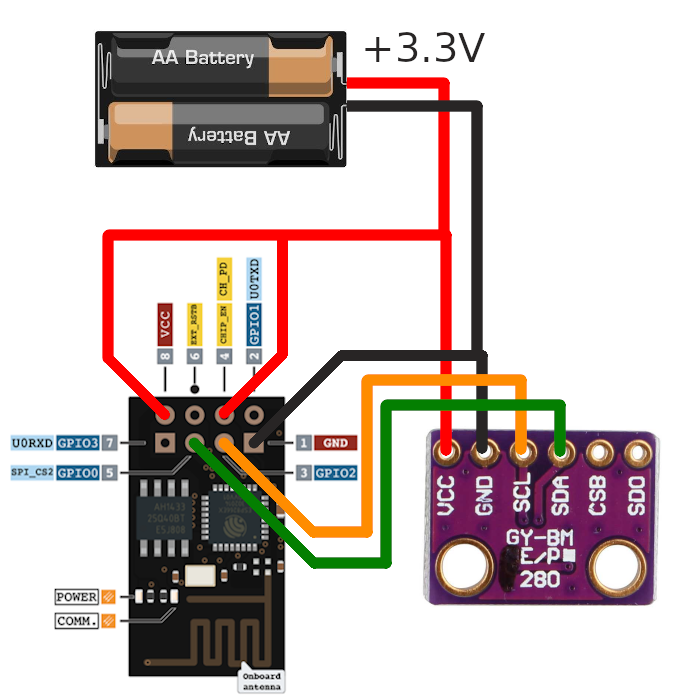 AA Battery
+3.3V
AA Battery
VCC
EXT_RSTB
CHIP_EN
CH_PD
GPIO1
U0TXD
8
6
4
2
U0RXD
GPIO3
7
1
GND
SPI_CS2
GPIO0
5
3
GPIO2
POWER
COMM.
Onboard
antenna
VCC
GND
SCL
SDA
CSB
SDO
GY-BM
E/P
280